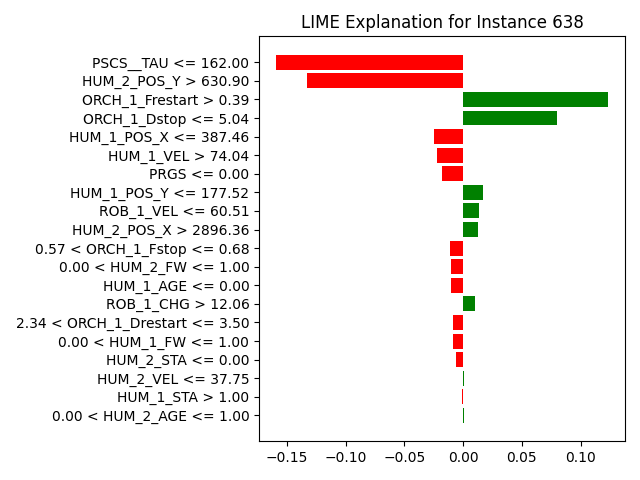 LIME Explanation for Instance 638
PSCS__TAU <= 162.00
HUM_2_POS_Y > 630.90
ORCH_1_Frestart > 0.39
ORCH_1_Dstop <= 5.04
HUM_1_POS_X <= 387.46
HUM_1_VEL > 74.04
PRGS <= 0.00
HUM_1_POS_Y <= 177.52
ROB_1_VEL <= 60.51
HUM_2_POS_X > 2896.36
0.57 < ORCH_1_Fstop <= 0.68
0.00 < HUM_2_FW <= 1.00
HUM_1_AGE <= 0.00
ROB_1_CHG > 12.06
2.34 < ORCH_1_Drestart <= 3.50
0.00 < HUM_1_FW <= 1.00
HUM_2_STA <= 0.00
HUM_2_VEL <= 37.75
HUM_1_STA > 1.00
0.00 < HUM_2_AGE <= 1.00
−0.15 −0.10 −0.05 0.00 0.05 0.10